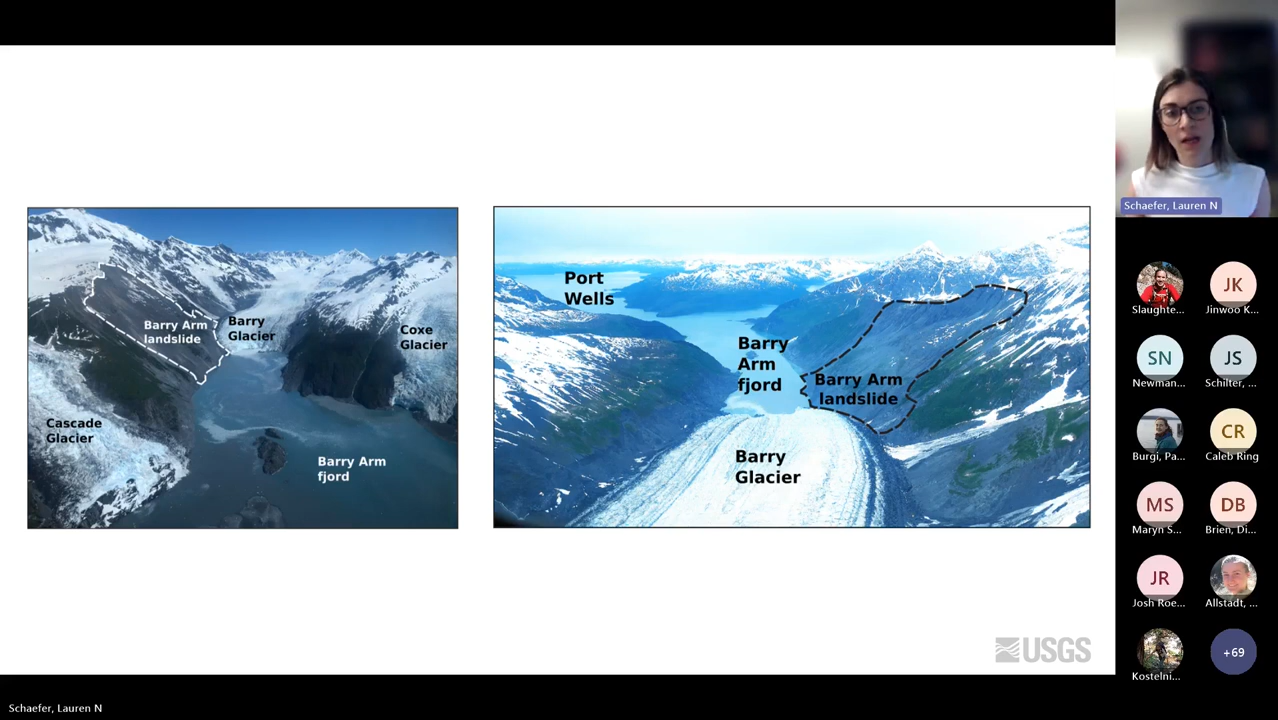 Barry Arm
landslide
Barry
Glacier
Coxe
Glacier
Cascade
Glacier
Barry Arm
fjord
Port
Wells
Barry
Arm
fjord
Barry Arm
landslide
Barry
Glacier
USGS
Schaefer, Lauren N
Slaughte...
JK
Jinwoo K...
SN
Newman...
JS
Schilter, ...
Burgi, Pa...
CR
Caleb Ring
MS
Maryn S...
DB
Brien, Di...
JR
Josh Roe...
Allstadt, ...
Kostelni...
+69
Schaefer, Lauren N